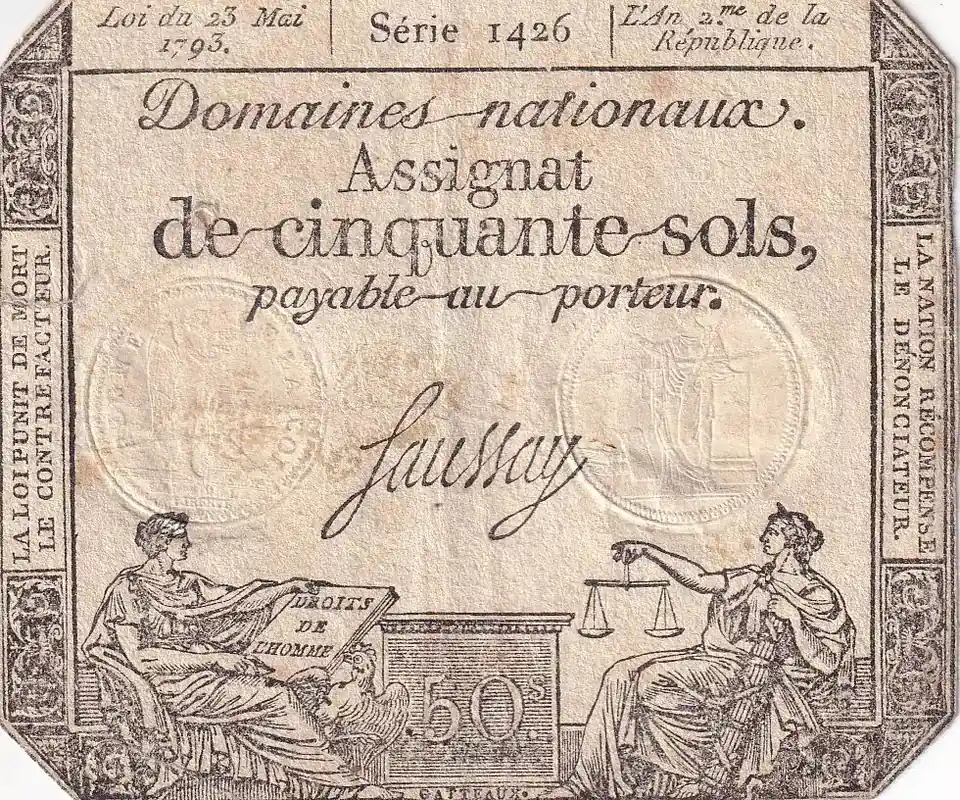 Loi du 23 Mai
1793.
Série 1426
L'An 2.me de la
République.
Domaines nationaux.
Assignat
de cinquante sols,
payable au porteur.
Saussay
LA LOI PUNIT DE MORT
LE CONTREFACTEUR.
LA NATION RÉCOMPENSE
LE DÉNONCIATEUR.
DROITS
DE
L'HOMME
50.s
GATTEAUX.